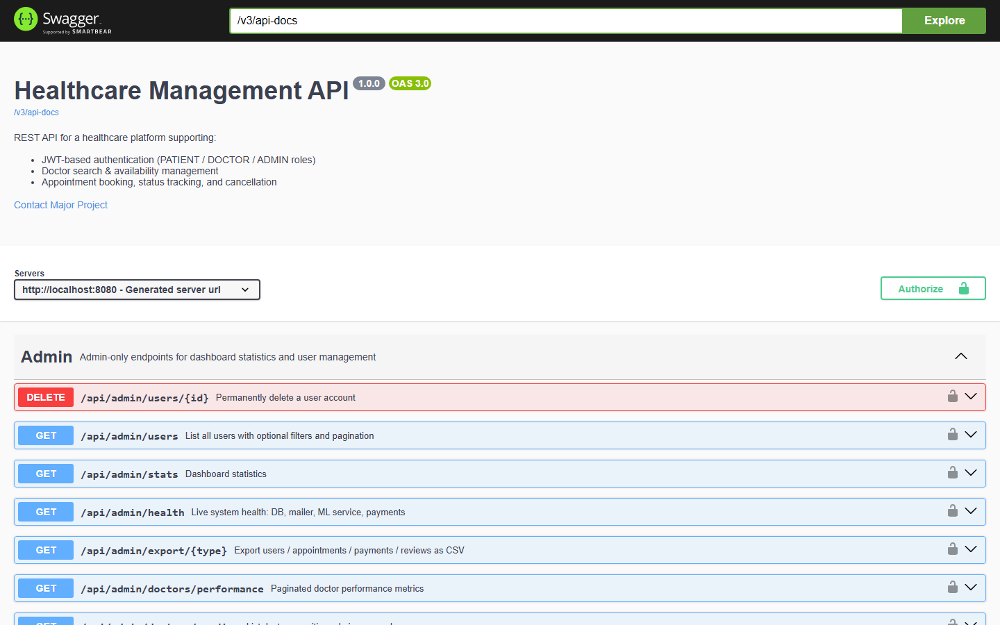 Swagger
Supported by SMARTBEAR
/v3/api-docs
Explore
Healthcare Management API 1.0.0 OAS 3.0
/v3/api-docs
REST API for a healthcare platform supporting:
JWT-based authentication (PATIENT / DOCTOR / ADMIN roles)
Doctor search & availability management
Appointment booking, status tracking, and cancellation
Contact Major Project
Servers
http://localhost:8080 - Generated server url
Authorize
Admin Admin-only endpoints for dashboard statistics and user management
DELETE /api/admin/users/{id} Permanently delete a user account
GET /api/admin/users List all users with optional filters and pagination
GET /api/admin/stats Dashboard statistics
GET /api/admin/health Live system health: DB, mailer, ML service, payments
GET /api/admin/export/{type} Export users / appointments / payments / reviews as CSV
GET /api/admin/doctors/performance Paginated doctor performance metrics
GET